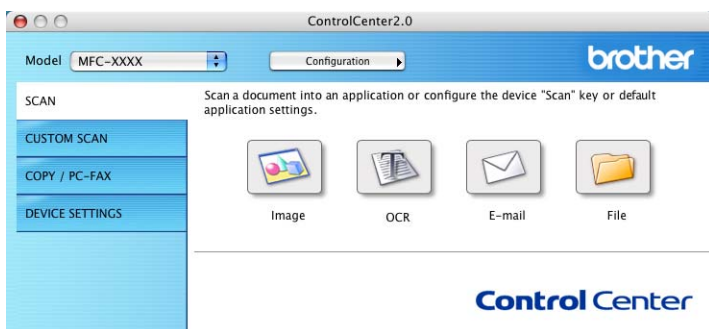 ControlCenter2.0
Model MFC-XXXX Configuration brother
SCAN
CUSTOM SCAN
COPY / PC-FAX
DEVICE SETTINGS
Scan a document into an application or configure the device "Scan" key or default
application settings.
Image OCR E-mail File
Control Center